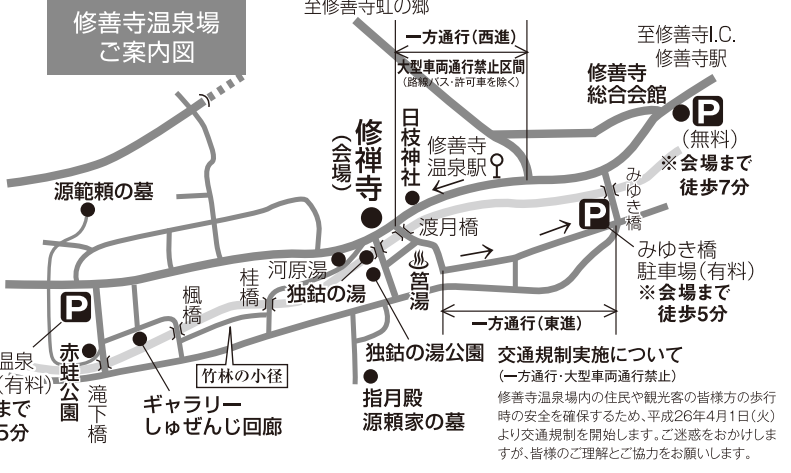 至修善寺虹の郷
修善寺温泉場
ご案内図
一方通行(西進)
大型車両通行禁止区間
(路線バス・許可車を除く)
至修善寺I.C.
修善寺駅
修善寺
総合会館
P
(無料)
※会場まで
徒歩7分
日枝神社
修善寺
温泉駅
修禅寺
(会場)
みゆき橋
源範頼の墓
渡月橋
P
みゆき橋
駐車場(有料)
※会場まで
徒歩5分
河原湯
独鈷の湯
筥湯
桂橋
楓橋
P
一方通行(東進)
温泉
(有料)
まで
5分
赤蛙公園
滝下橋
竹林の小径
ギャラリー
しゅぜんじ回廊
独鈷の湯公園
指月殿
源頼家の墓
交通規制実施について
(一方通行・大型車両通行禁止)
修善寺温泉場内の住民や観光客の皆様方の歩行
時の安全を確保するため、平成26年4月1日(火)
より交通規制を開始します。ご迷惑をおかけしま
すが、皆様のご理解とご協力をお願いします。